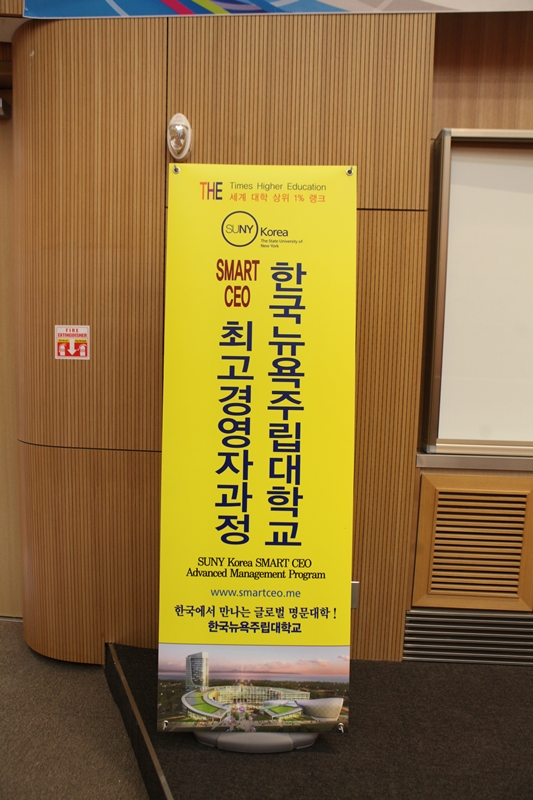 THE Times Higher Education
세계 대학 상위 1% 랭크
SUNY Korea
The State University of
New York
한국뉴욕주립대학교
SMART
CEO
최고경영자과정
SUNY Korea SMART CEO
Advanced Management Program
www.smartceo.me
한국에서 만나는 글로벌 명문대학 !
한국뉴욕주립대학교
FIRE
EXTINGUISHER